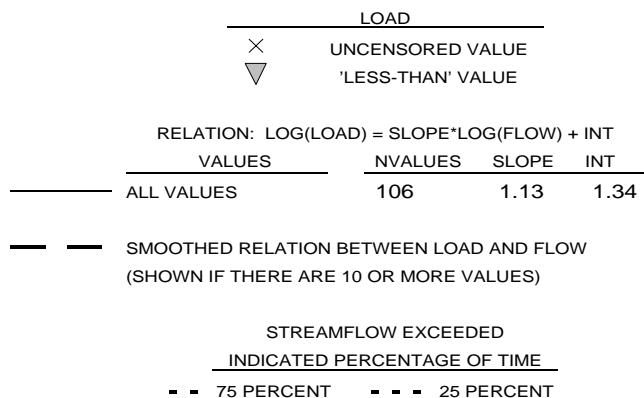 LOAD
UNCENSORED VALUE
'LESS-THAN' VALUE
RELATION: LOG(LOAD) = SLOPE*LOG(FLOW) + INT
VALUES NVALUES SLOPE INT
ALL VALUES 106 1.13 1.34
SMOOTHED RELATION BETWEEN LOAD AND FLOW
(SHOWN IF THERE ARE 10 OR MORE VALUES)
STREAMFLOW EXCEEDED
INDICATED PERCENTAGE OF TIME
75 PERCENT 25 PERCENT